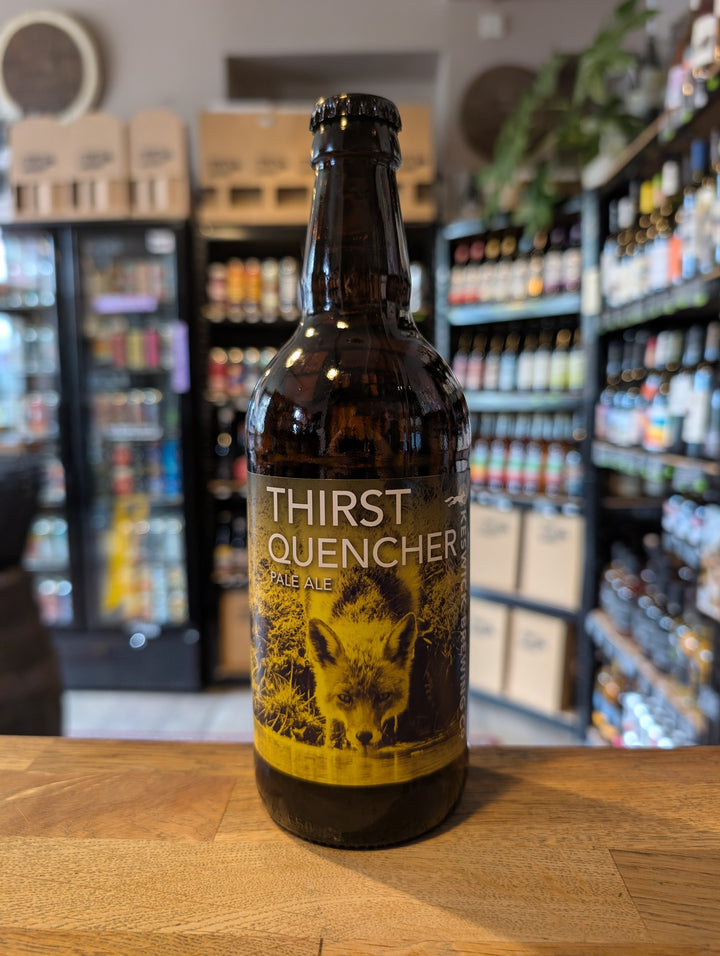 THIRST
QUENCHER
PALE ALE
KESWICK BREWING CO